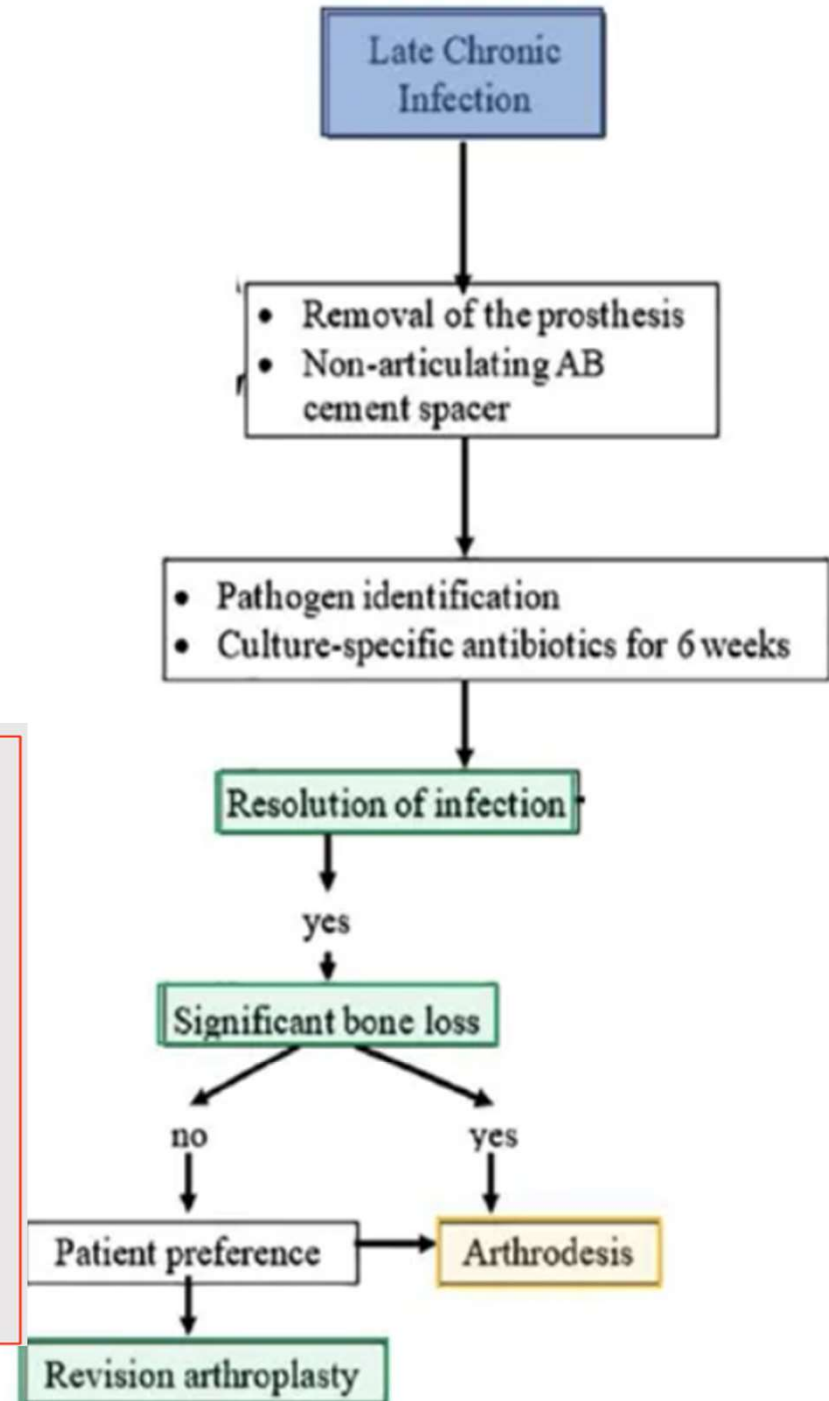 Late Chronic
Infection
• Removal of the prosthesis
• Non-articulating AB
cement spacer
• Pathogen identification
• Culture-specific antibiotics for 6 weeks
Resolution of infection
yes
Significant bone loss
no yes
Patient preference Arthrodesis
Revision arthroplasty